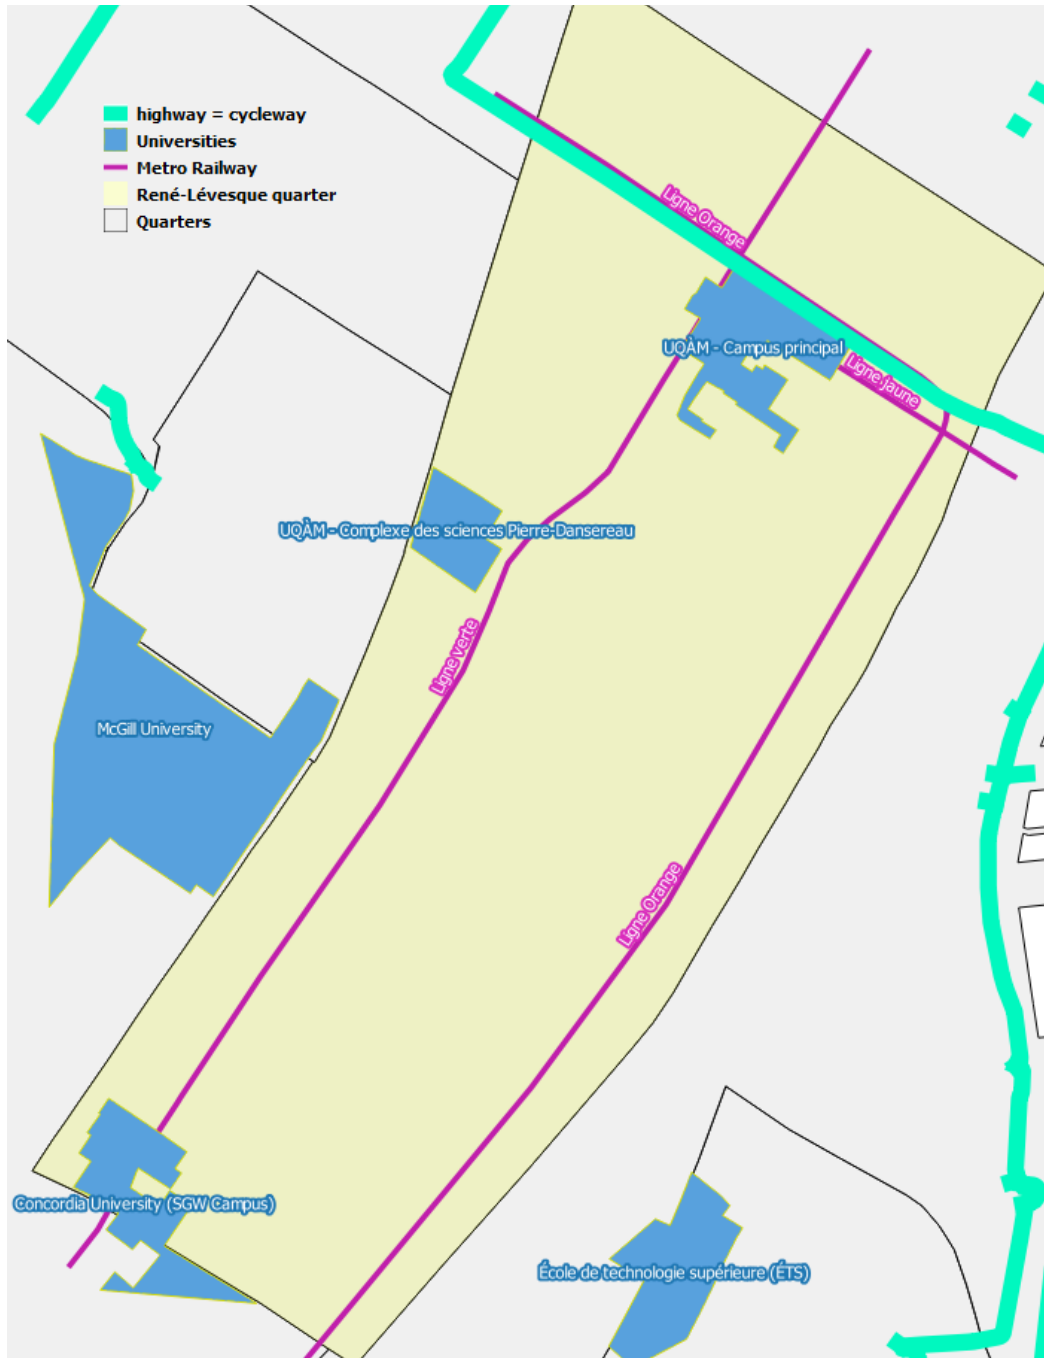 highway = cycleway
Universities
Metro Railway
René-Lévesque quarter
Quarters
Ligne Orange
UQÀM - Campus principal
Ligne jaune
UQÀM - Complexe des sciences Pierre-Dansereau
Ligne verte
McGill University
Ligne Orange
Concordia University (SGW Campus)
École de technologie supérieure (ÉTS)